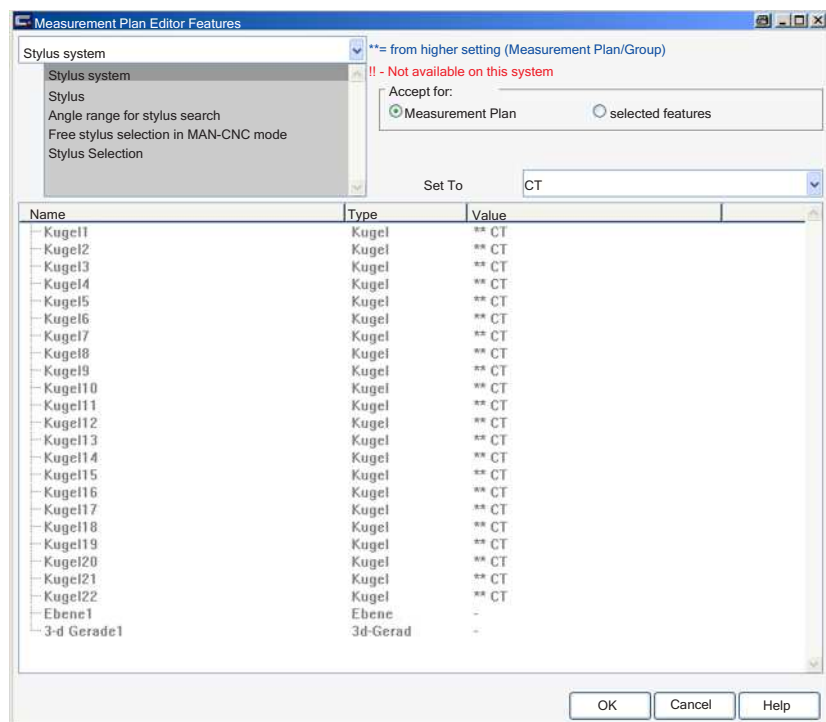 Measurement Plan Editor Features
Stylus system
**= from higher setting (Measurement Plan/Group)
!! - Not available on this system
Stylus system
Stylus
Angle range for stylus search
Free stylus selection in MAN-CNC mode
Stylus Selection
Accept for:
Measurement Plan selected features
Set To CT
Name Type Value
Kugel1 Kugel ** CT
Kugel2 Kugel ** CT
Kugel3 Kugel ** CT
Kugel4 Kugel ** CT
Kugel5 Kugel ** CT
Kugel6 Kugel ** CT
Kugel7 Kugel ** CT
Kugel8 Kugel ** CT
Kugel9 Kugel ** CT
Kugel10 Kugel ** CT
Kugel11 Kugel ** CT
Kugel12 Kugel ** CT
Kugel13 Kugel ** CT
Kugel14 Kugel ** CT
Kugel15 Kugel ** CT
Kugel16 Kugel ** CT
Kugel17 Kugel ** CT
Kugel18 Kugel ** CT
Kugel19 Kugel ** CT
Kugel20 Kugel ** CT
Kugel21 Kugel ** CT
Kugel22 Kugel ** CT
Ebene1 Ebene -
3-d Gerade1 3d-Gerad -
OK Cancel Help